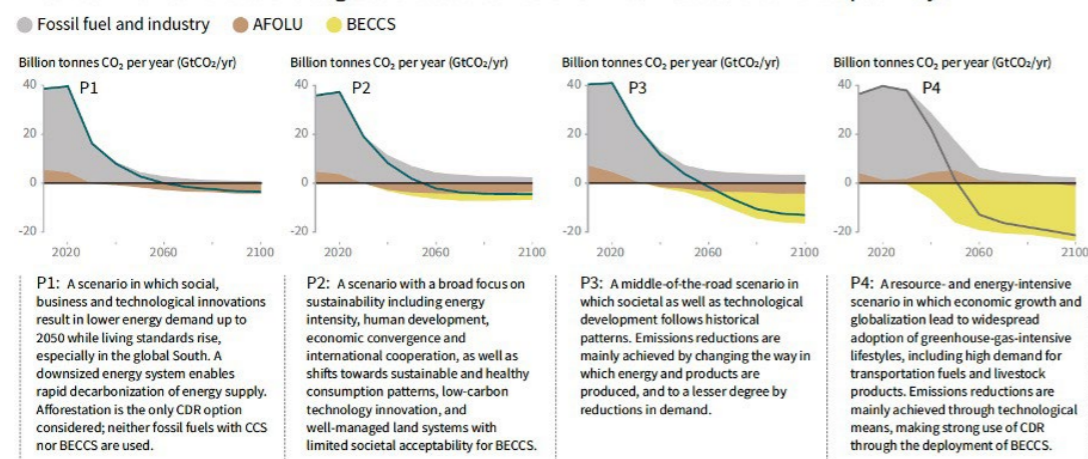 Fossil fuel and industry AFOLU BECCS
Billion tonnes CO₂ per year (GtCO₂/yr)
P1
40
20
0
-20
2020 2060 2100
Billion tonnes CO₂ per year (GtCO₂/yr)
P2
40
20
0
-20
2020 2060 2100
Billion tonnes CO₂ per year (GtCO₂/yr)
P3
40
20
0
-20
2020 2060 2100
Billion tonnes CO₂ per year (GtCO₂/yr)
P4
40
20
0
-20
2020 2060 2100
P1: A scenario in which social,
business and technological innovations
result in lower energy demand up to
2050 while living standards rise,
especially in the global South. A
downsized energy system enables
rapid decarbonization of energy supply.
Afforestation is the only CDR option
considered; neither fossil fuels with CCS
nor BECCS are used.
P2: A scenario with a broad focus on
sustainability including energy
intensity, human development,
economic convergence and
international cooperation, as well as
shifts towards sustainable and healthy
consumption patterns, low-carbon
technology innovation, and
well-managed land systems with
limited societal acceptability for BECCS.
P3: A middle-of-the-road scenario in
which societal as well as technological
development follows historical
patterns. Emissions reductions are
mainly achieved by changing the way in
which energy and products are
produced, and to a lesser degree by
reductions in demand.
P4: A resource- and energy-intensive
scenario in which economic growth and
globalization lead to widespread
adoption of greenhouse-gas-intensive
lifestyles, including high demand for
transportation fuels and livestock
products. Emissions reductions are
mainly achieved through technological
means, making strong use of CDR
through the deployment of BECCS.